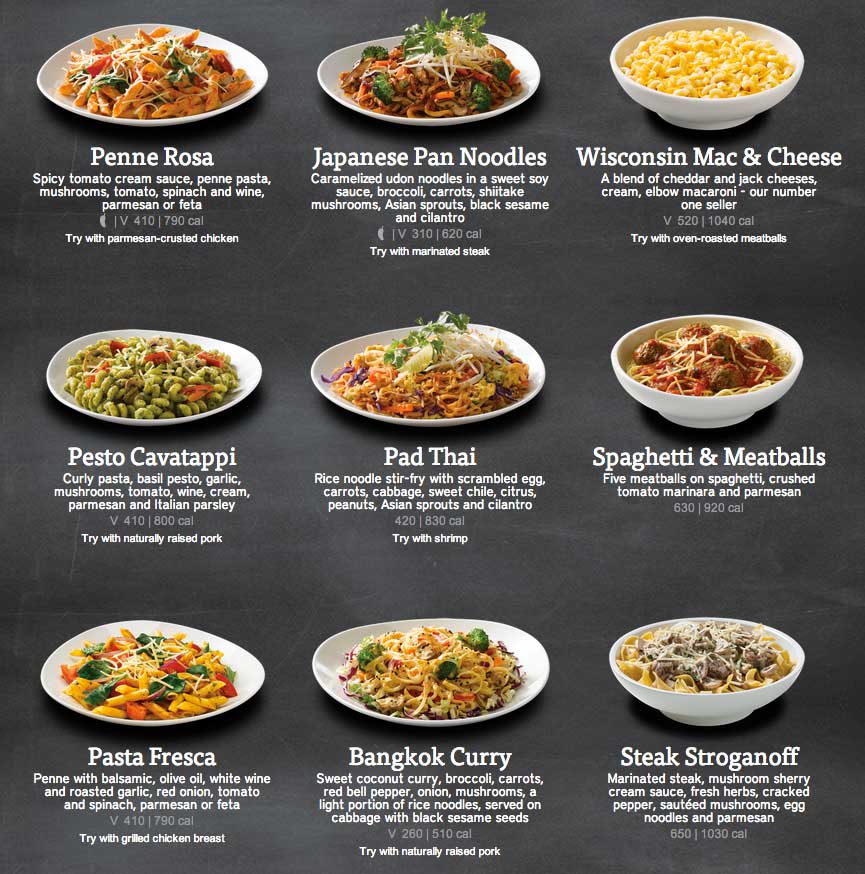 Penne Rosa
Spicy tomato cream sauce, penne pasta,
mushrooms, tomato, spinach and wine,
parmesan or feta
| V 410 | 790 cal
Try with parmesan-crusted chicken
Japanese Pan Noodles
Caramelized udon noodles in a sweet soy
sauce, broccoli, carrots, shiitake
mushrooms, Asian sprouts, black sesame
and cilantro
| V 310 | 620 cal
Try with marinated steak
Wisconsin Mac & Cheese
A blend of cheddar and jack cheeses,
cream, elbow macaroni - our number
one seller
V 520 | 1040 cal
Try with oven-roasted meatballs
Pesto Cavatappi
Curly pasta, basil pesto, garlic,
mushrooms, tomato, wine, cream,
parmesan and Italian parsley
V 410 | 800 cal
Try with naturally raised pork
Pad Thai
Rice noodle stir-fry with scrambled egg,
carrots, cabbage, sweet chile, citrus,
peanuts, Asian sprouts and cilantro
420 | 830 cal
Try with shrimp
Spaghetti & Meatballs
Five meatballs on spaghetti, crushed
tomato marinara and parmesan
630 | 920 cal
Pasta Fresca
Penne with balsamic, olive oil, white wine
and roasted garlic, red onion, tomato
and spinach, parmesan or feta
V 410 | 790 cal
Try with grilled chicken breast
Bangkok Curry
Sweet coconut curry, broccoli, carrots,
red bell pepper, onion, mushrooms, a
light portion of rice noodles, served on
cabbage with black sesame seeds
V 260 | 510 cal
Try with naturally raised pork
Steak Stroganoff
Marinated steak, mushroom sherry
cream sauce, fresh herbs, cracked
pepper, sautéed mushrooms, egg
noodles and parmesan
650 | 1030 cal